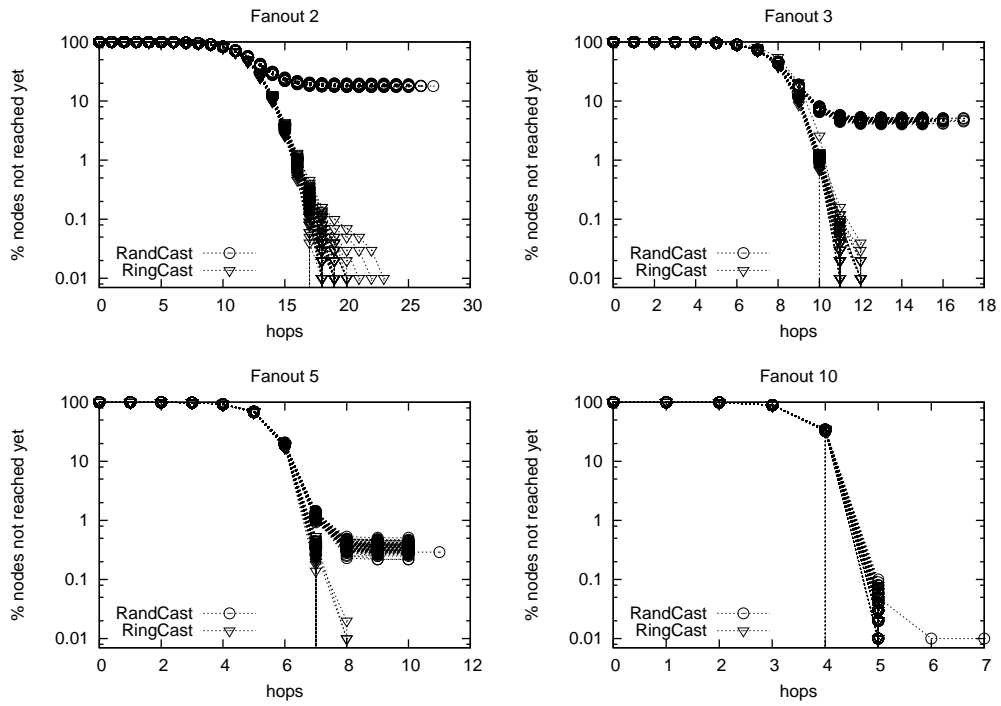 Fanout 2
% nodes not reached yet
100
10
1
0.1
0.01
RandCast
RingCast
0 5 10 15 20 25 30
hops
Fanout 3
% nodes not reached yet
100
10
1
0.1
0.01
RandCast
RingCast
0 2 4 6 8 10 12 14 16 18
hops
Fanout 5
% nodes not reached yet
100
10
1
0.1
0.01
RandCast
RingCast
0 2 4 6 8 10 12
hops
Fanout 10
% nodes not reached yet
100
10
1
0.1
0.01
RandCast
RingCast
0 1 2 3 4 5 6 7
hops